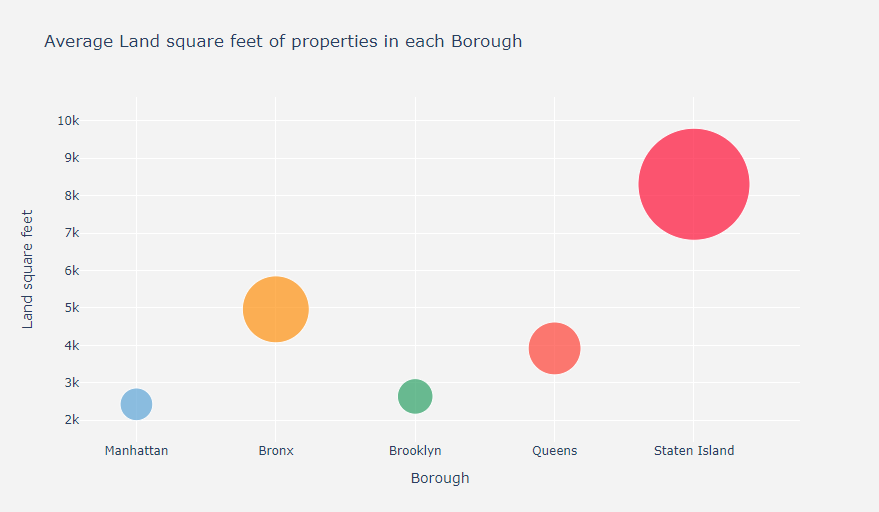 Average Land square feet of properties in each Borough
10k
9k
8k
7k
6k
5k
4k
3k
2k
Land square feet
Manhattan Bronx Brooklyn Queens Staten Island
Borough